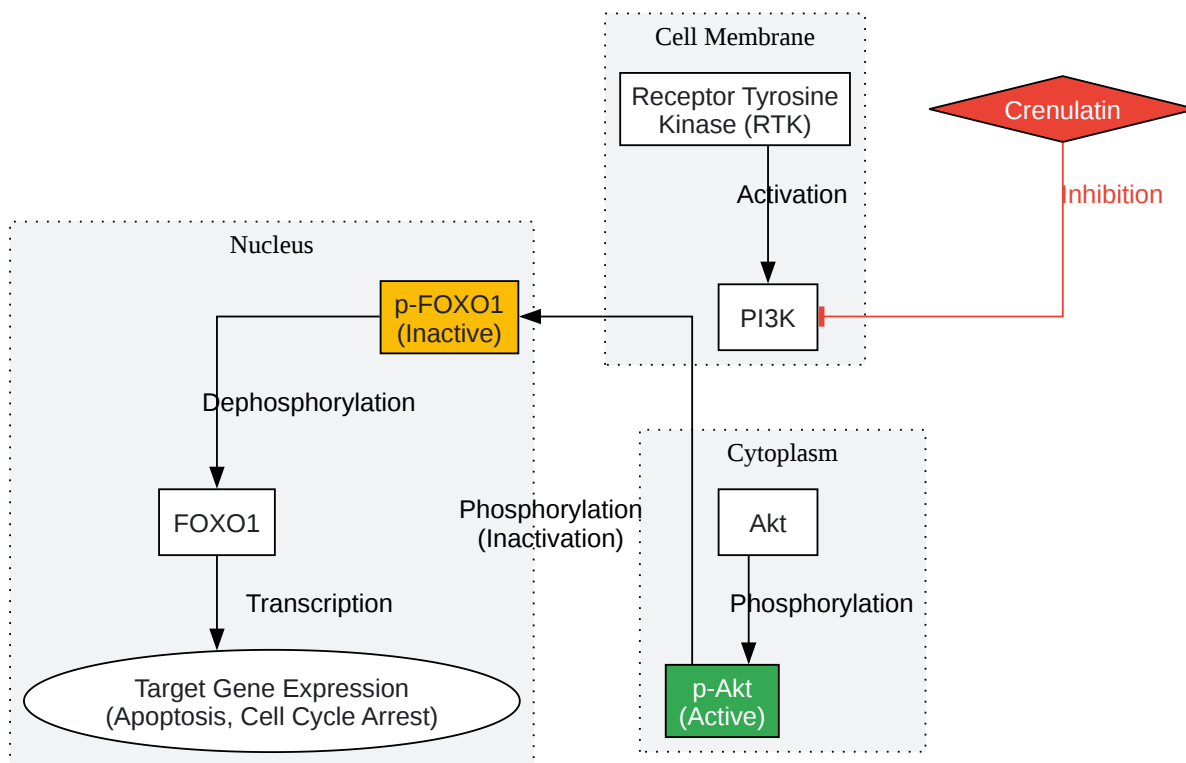 Cell Membrane
Receptor Tyrosine
Kinase (RTK)
Crenulatin
Activation
Inhibition
Nucleus
p-FOXO1
(Inactive)
PI3K
Dephosphorylation
Cytoplasm
FOXO1
Phosphorylation
(Inactivation)
Akt
Transcription
Phosphorylation
Target Gene Expression
(Apoptosis, Cell Cycle Arrest)
p-Akt
(Active)